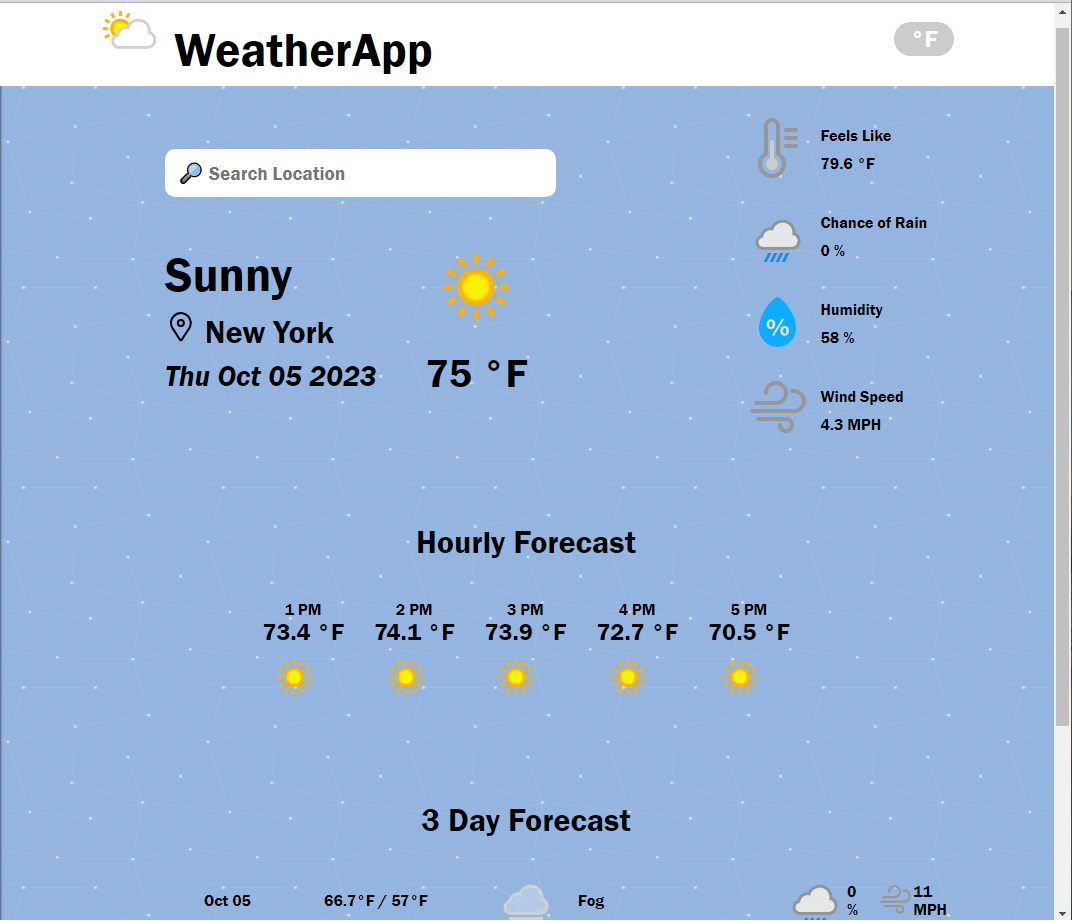 WeatherApp
°F
Search Location
Sunny
New York
Thu Oct 05 2023
75 °F
Feels Like
79.6 °F
Chance of Rain
0 %
Humidity
%
58 %
Wind Speed
4.3 MPH
Hourly Forecast
1 PM 2 PM 3 PM 4 PM 5 PM
73.4 °F 74.1 °F 73.9 °F 72.7 °F 70.5 °F
3 Day Forecast
Oct 05 66.7°F / 57°F Fog 0 % 11 MPH